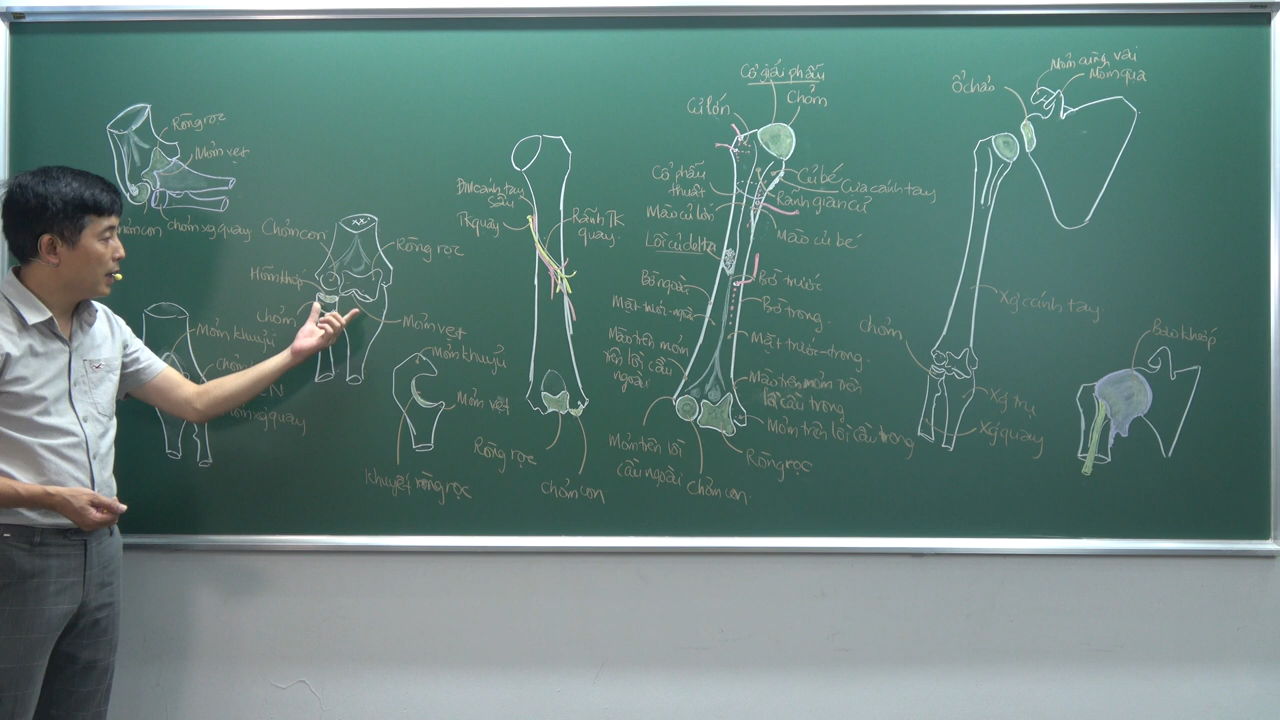 Ròng rọc
Mỏm vẹt
chỏm xg quay
Chỏm con
Ròng rọc
Hõm khớp
chỏm
Mỏm vẹt
Mỏm khuỷu
Mỏm khuỷu
Mỏm vẹt
Khuyết ròng rọc
ĐM cánh tay
sâu
TK quay
Rãnh TK
quay
Ròng rọc
chỏm con
Cổ giải phẫu
Củ lớn
Chỏm
Cổ phẫu
thuật
Củ bé
Củ bé
Rãnh gian củ
Mào củ lớn
Mào củ bé
Lồi củ delta
Bờ ngoài
Bờ trước
Mặt trước-ngoài
Bờ trong
Mào trên mỏm
trên lồi cầu
ngoài
Mặt trước-trong
Mào trên mỏm trên
lồi cầu trong
Mỏm trên lồi cầu trong
Mỏm trên lồi
cầu ngoài
chỏm con
Ròng rọc
Mỏm cùng vai
Mỏm quạ
Ổ chảo
Xg cánh tay
chỏm
Xg trụ
Xg quay
Bao khớp